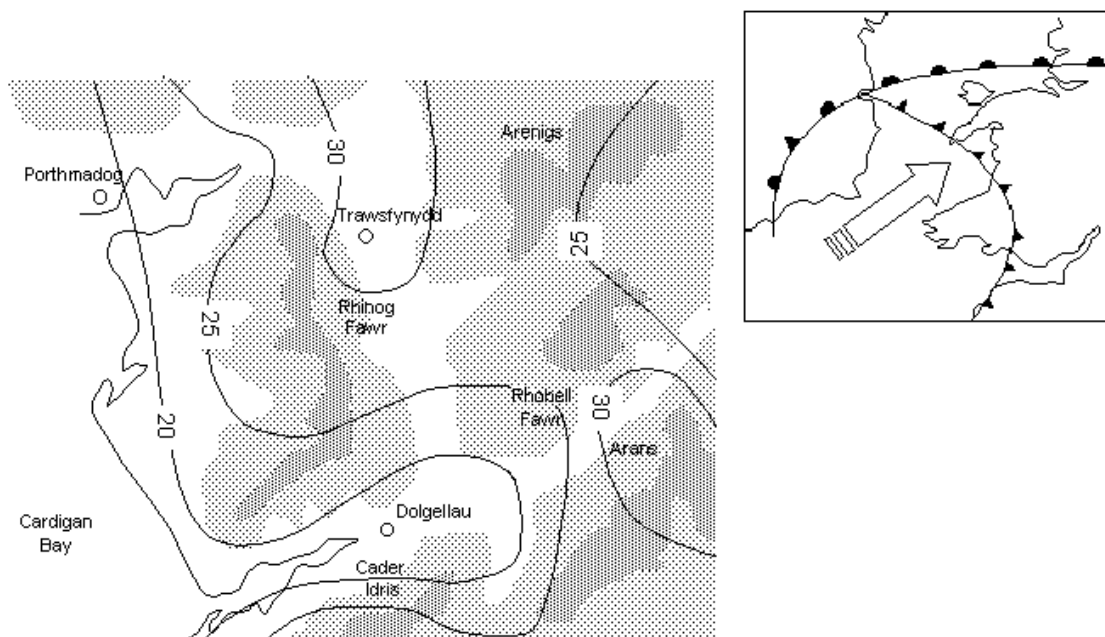 Arenigs
30
Porthmadog
Trawsfynydd
25
Rhinog
Fawr
25
Rhobell
Fawr
30
20
Arans
Dolgellau
Cardigan
Bay
Cader
Idris